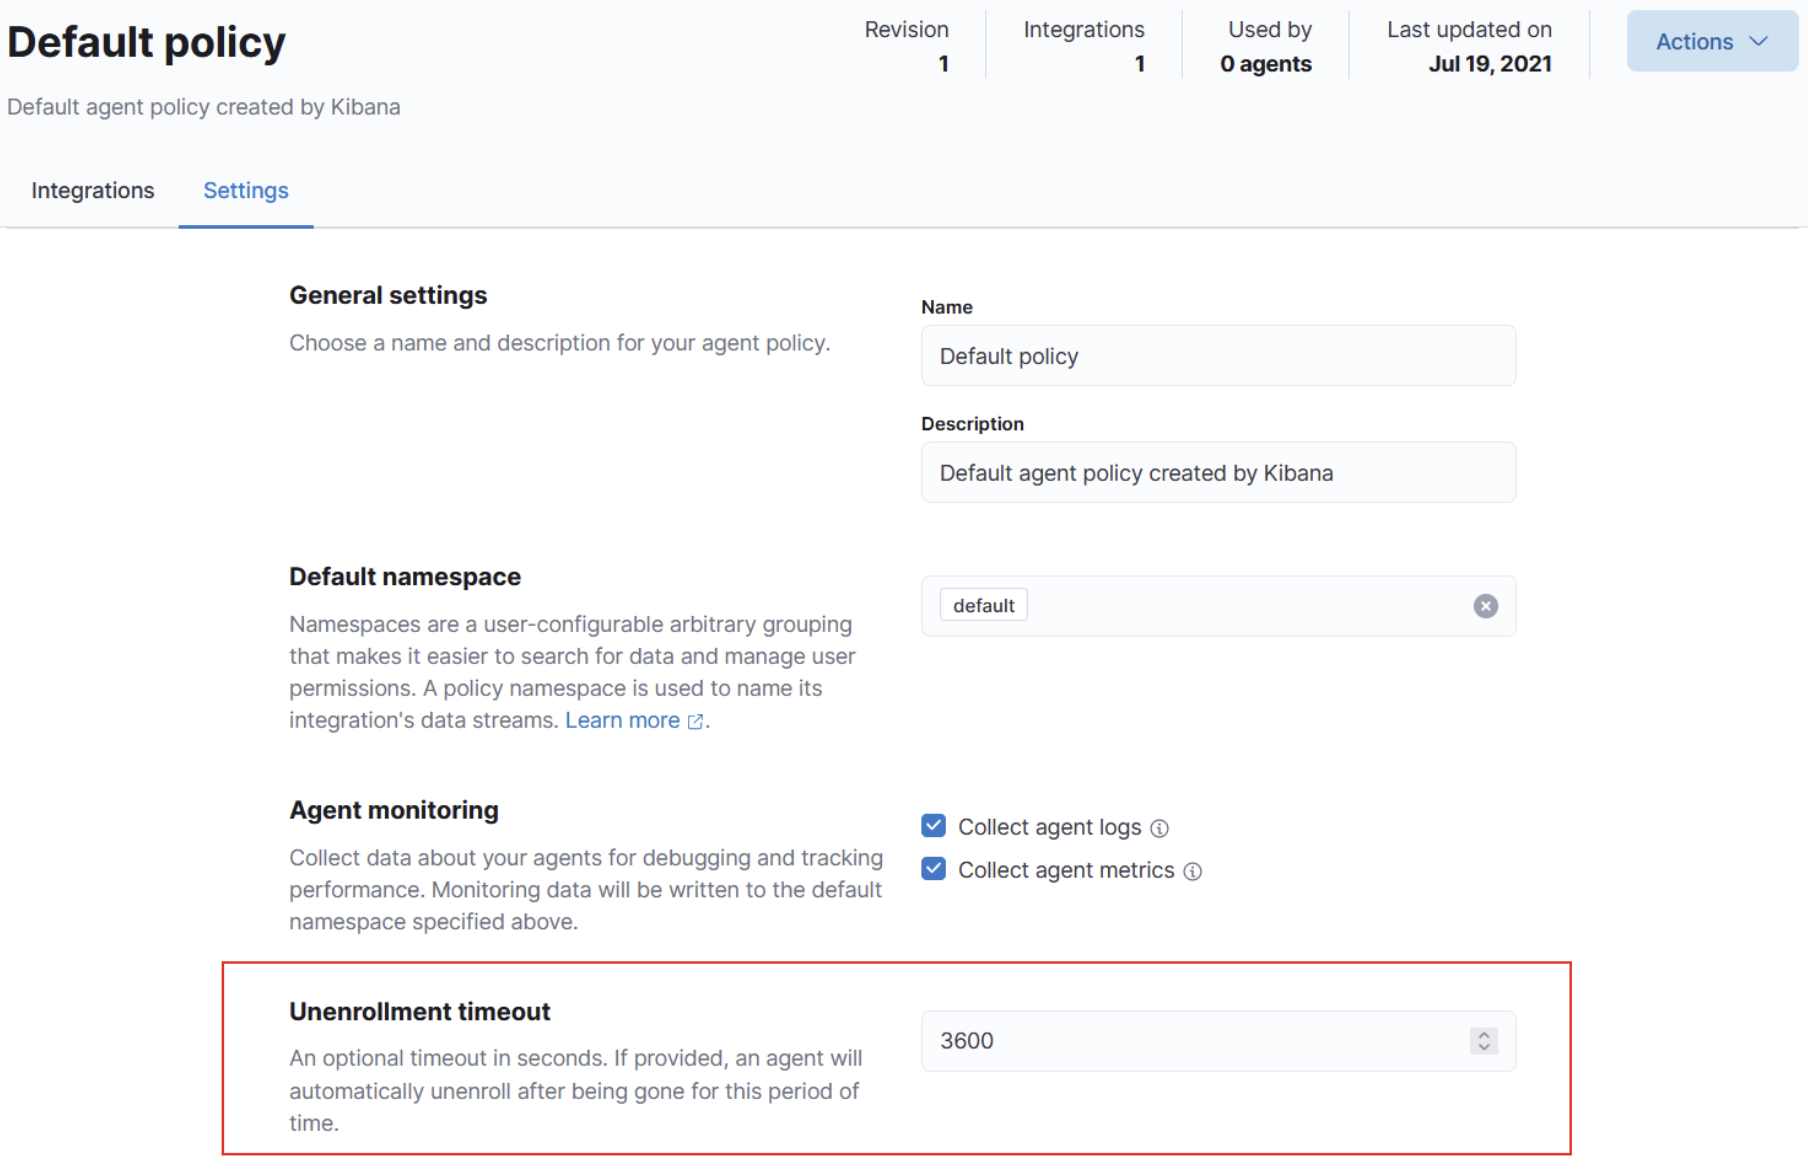 Default policy
Default agent policy created by Kibana
Revision
1
Integrations
1
Used by
0 agents
Last updated on
Jul 19, 2021
Actions
Integrations
Settings
General settings
Choose a name and description for your agent policy.
Name
Default policy
Description
Default agent policy created by Kibana
Default namespace
Namespaces are a user-configurable arbitrary grouping
that makes it easier to search for data and manage user
permissions. A policy namespace is used to name its
integration's data streams. Learn more .
default
Agent monitoring
Collect data about your agents for debugging and tracking
performance. Monitoring data will be written to the default
namespace specified above.
Collect agent logs
Collect agent metrics
Unenrollment timeout
An optional timeout in seconds. If provided, an agent will
automatically unenroll after being gone for this period of
time.
3600